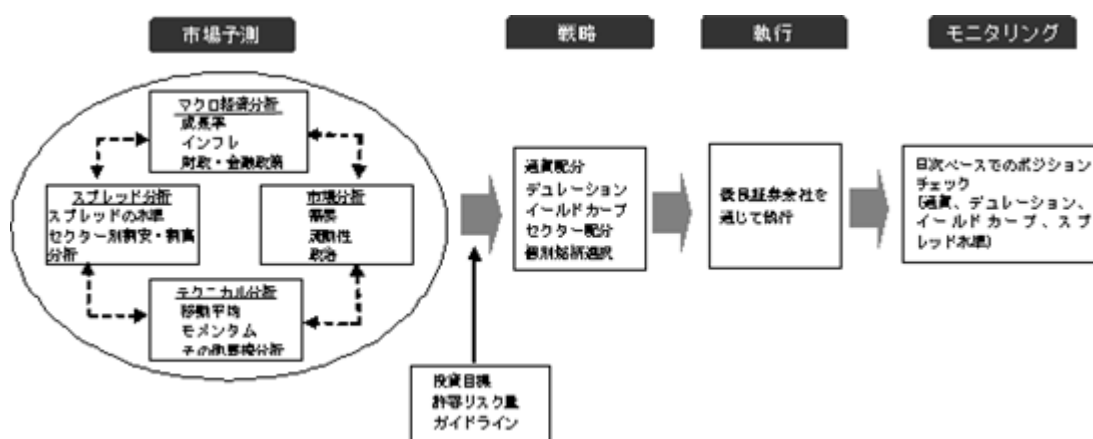 市場予測
戦略
執行
モニタリング
マクロ経済分析
成長率
インフレ
財政・金融政策
スプレッド分析
スプレッドの水準
セクター別割安・割高
分析
市場分析
需要
流動性
政治
テクニカル分析
移動平均
モメンタム
その他罫線分析
通貨配分
デュレーション
イールドカーブ
セクター配分
個別銘柄選択
優良証券会社を
通じて執行
日次ベースでのポジション
チェック
(通貨、デュレーション、
イールドカーブ、スプ
レッド水準)
投資目標
許容リスク量
ガイドライン